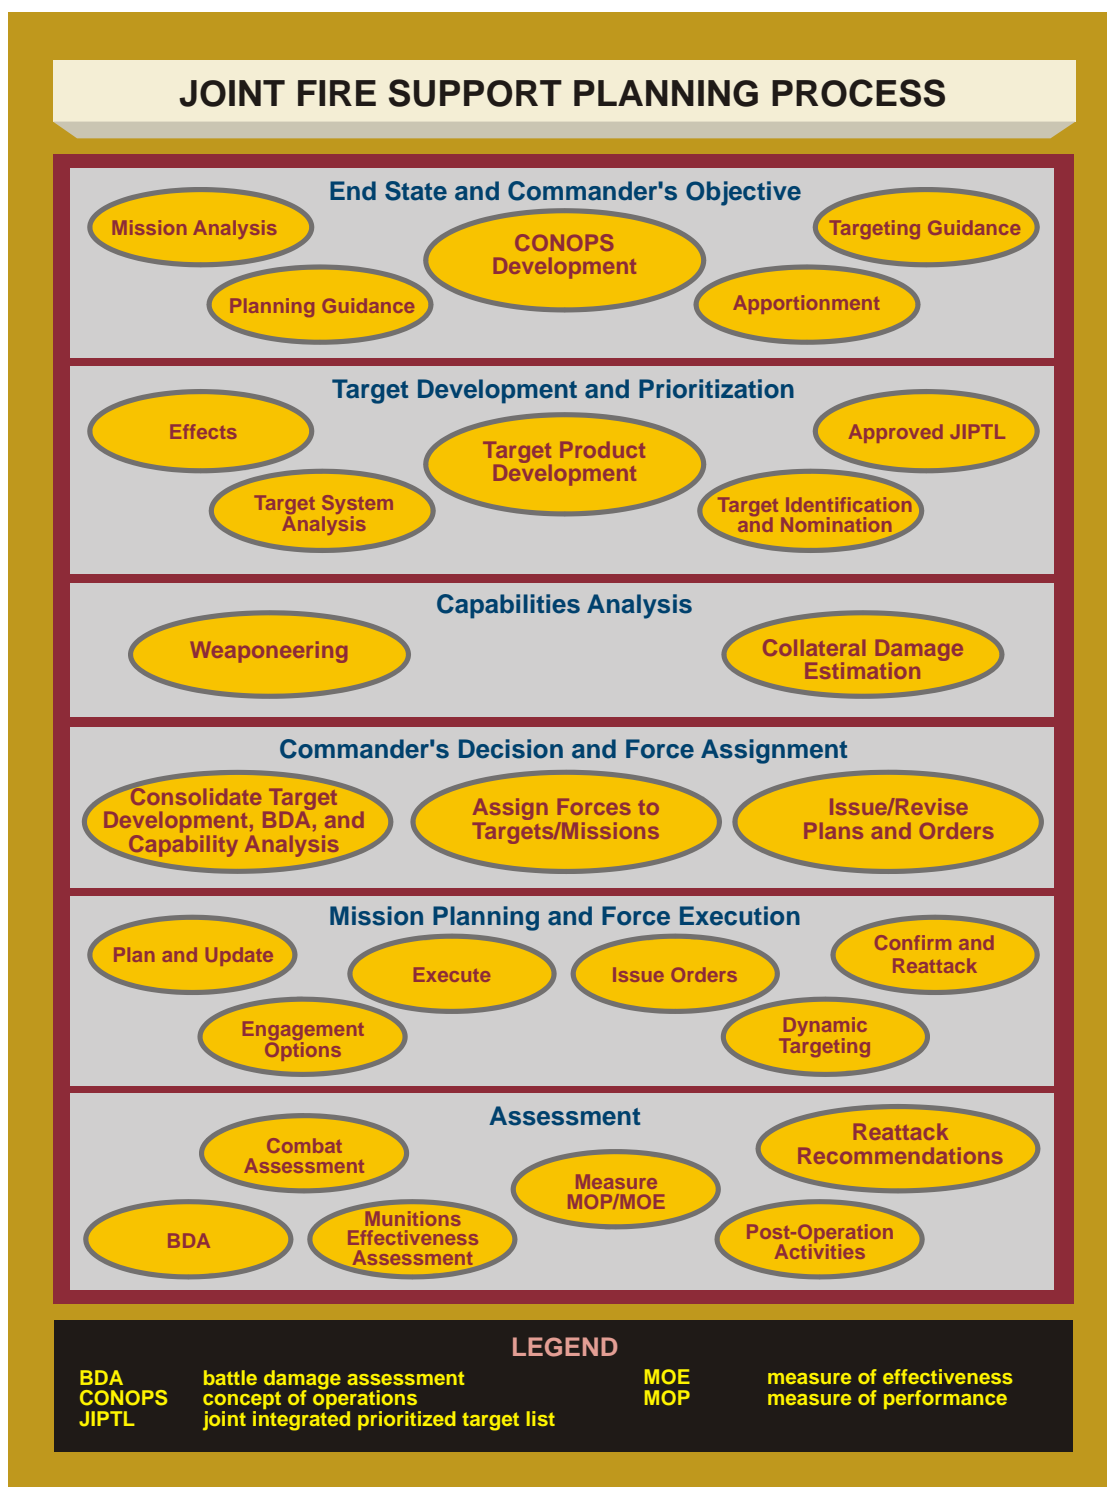 JOINT FIRE SUPPORT PLANNING PROCESS
End State and Commander's Objective
Mission Analysis
Planning Guidance
CONOPS
Development
Targeting Guidance
Apportionment
Target Development and Prioritization
Effects
Target System
Analysis
Target Product
Development
Approved JIPTL
Target Identification
and Nomination
Capabilities Analysis
Weaponeering
Collateral Damage
Estimation
Commander's Decision and Force Assignment
Consolidate Target
Development, BDA, and
Capability Analysis
Assign Forces to
Targets/Missions
Issue/Revise
Plans and Orders
Mission Planning and Force Execution
Plan and Update
Engagement
Options
Execute
Issue Orders
Confirm and
Reattack
Dynamic
Targeting
Assessment
Combat
Assessment
BDA
Munitions
Effectiveness
Assessment
Measure
MOP/MOE
Reattack
Recommendations
Post-Operation
Activities
LEGEND
BDA battle damage assessment
CONOPS concept of operations
JIPTL joint integrated prioritized target list
MOE measure of effectiveness
MOP measure of performance